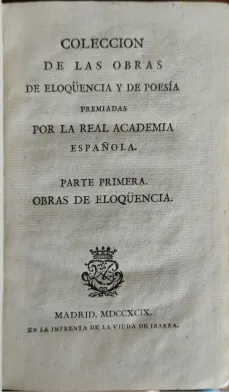 COLECCION
DE LAS OBRAS
DE ELOQÜENCIA Y DE POESÍA
PREMIADAS
POR LA REAL ACADEMIA
ESPAÑOLA.
PARTE PRIMERA.
OBRAS DE ELOQÜENCIA.
MADRID. MDCCXCIX.
EN LA IMPRENTA DE LA VIUDA DE IBARRA.